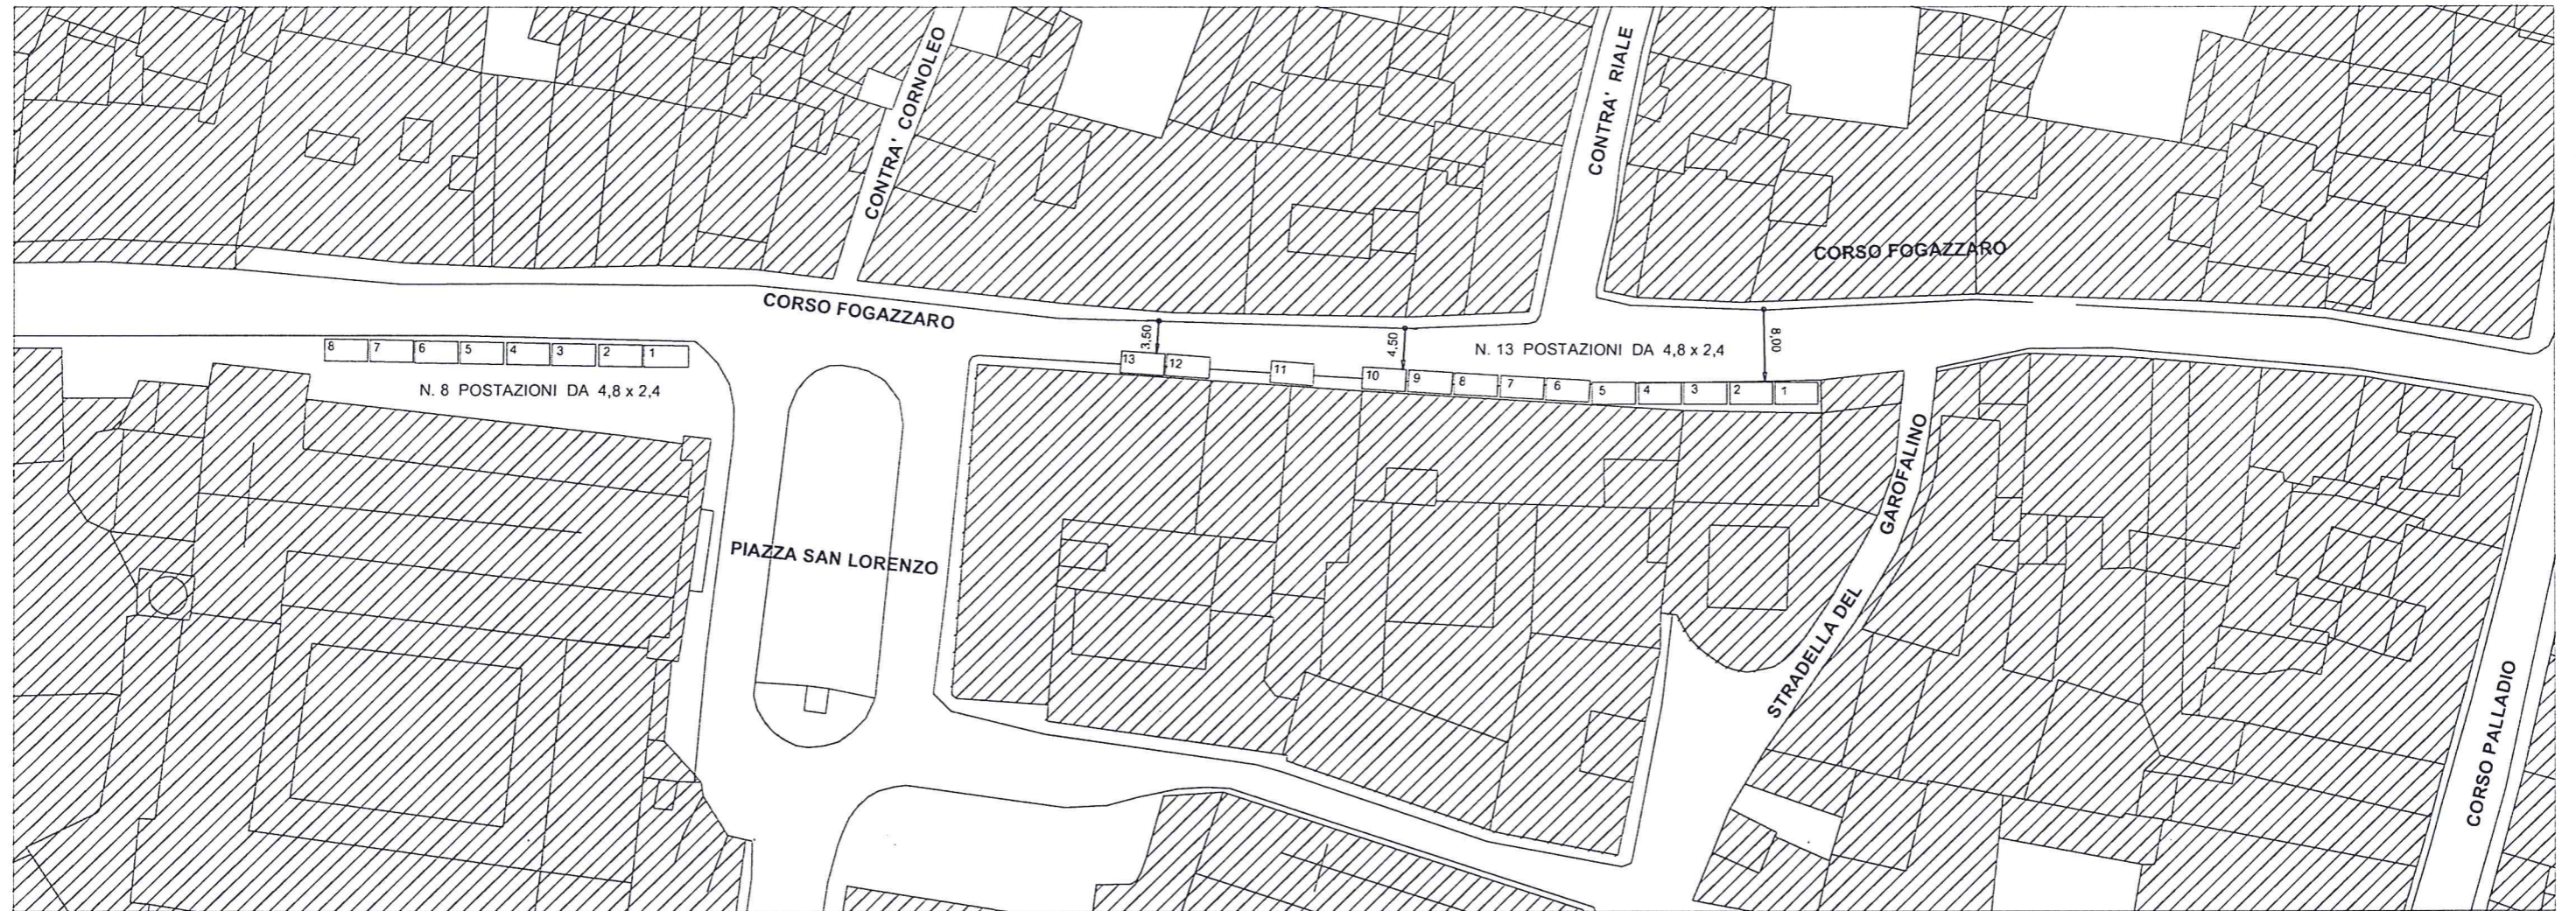 CONTRA' CORNOLEO
CONTRA' RIALE
CORSO FOGAZZARO
CORSO FOGAZZARO
3,50
4,50
8,00
N. 13 POSTAZIONI DA 4,8 x 2,4
8 7 6 5 4 3 2 1
13 12 11 10 9 8 7 6 5 4 3 2 1
N. 8 POSTAZIONI DA 4,8 x 2,4
PIAZZA SAN LORENZO
STRADELLA DEL GAROFALINO
CORSO PALLADIO